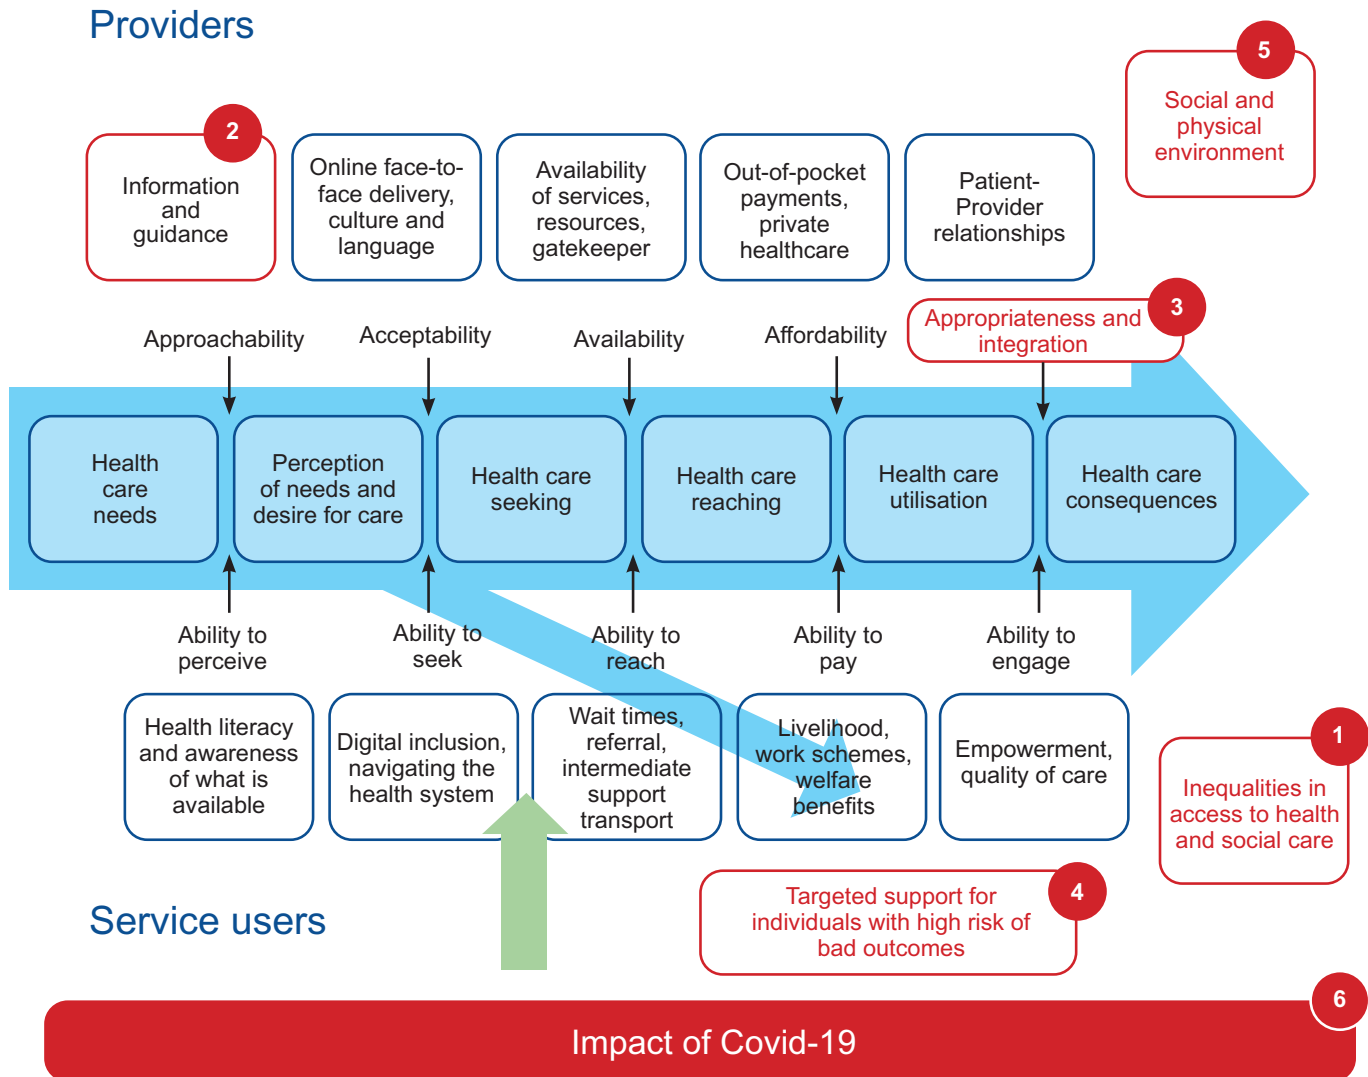 Providers
5
Social and
physical
environment
2
Information
and
guidance
Online face-to-
face delivery,
culture and
language
Availability
of services,
resources,
gatekeeper
Out-of-pocket
payments,
private
healthcare
Patient-
Provider
relationships
Approachability
Acceptability
Availability
Affordability
3
Appropriateness and
integration
Health
care
needs
Perception
of needs and
desire for care
Health care
seeking
Health care
reaching
Health care
utilisation
Health care
consequences
Ability to
perceive
Ability to
seek
Ability to
reach
Ability to
pay
Ability to
engage
Health literacy
and awareness
of what is
available
Digital inclusion,
navigating the
health system
Wait times,
referral,
intermediate
support
transport
Livelihood,
work schemes,
welfare
benefits
Empowerment,
quality of care
1
Inequalities in
access to health
and social care
4
Targeted support for
individuals with high risk of
bad outcomes
Service users
6
Impact of Covid-19